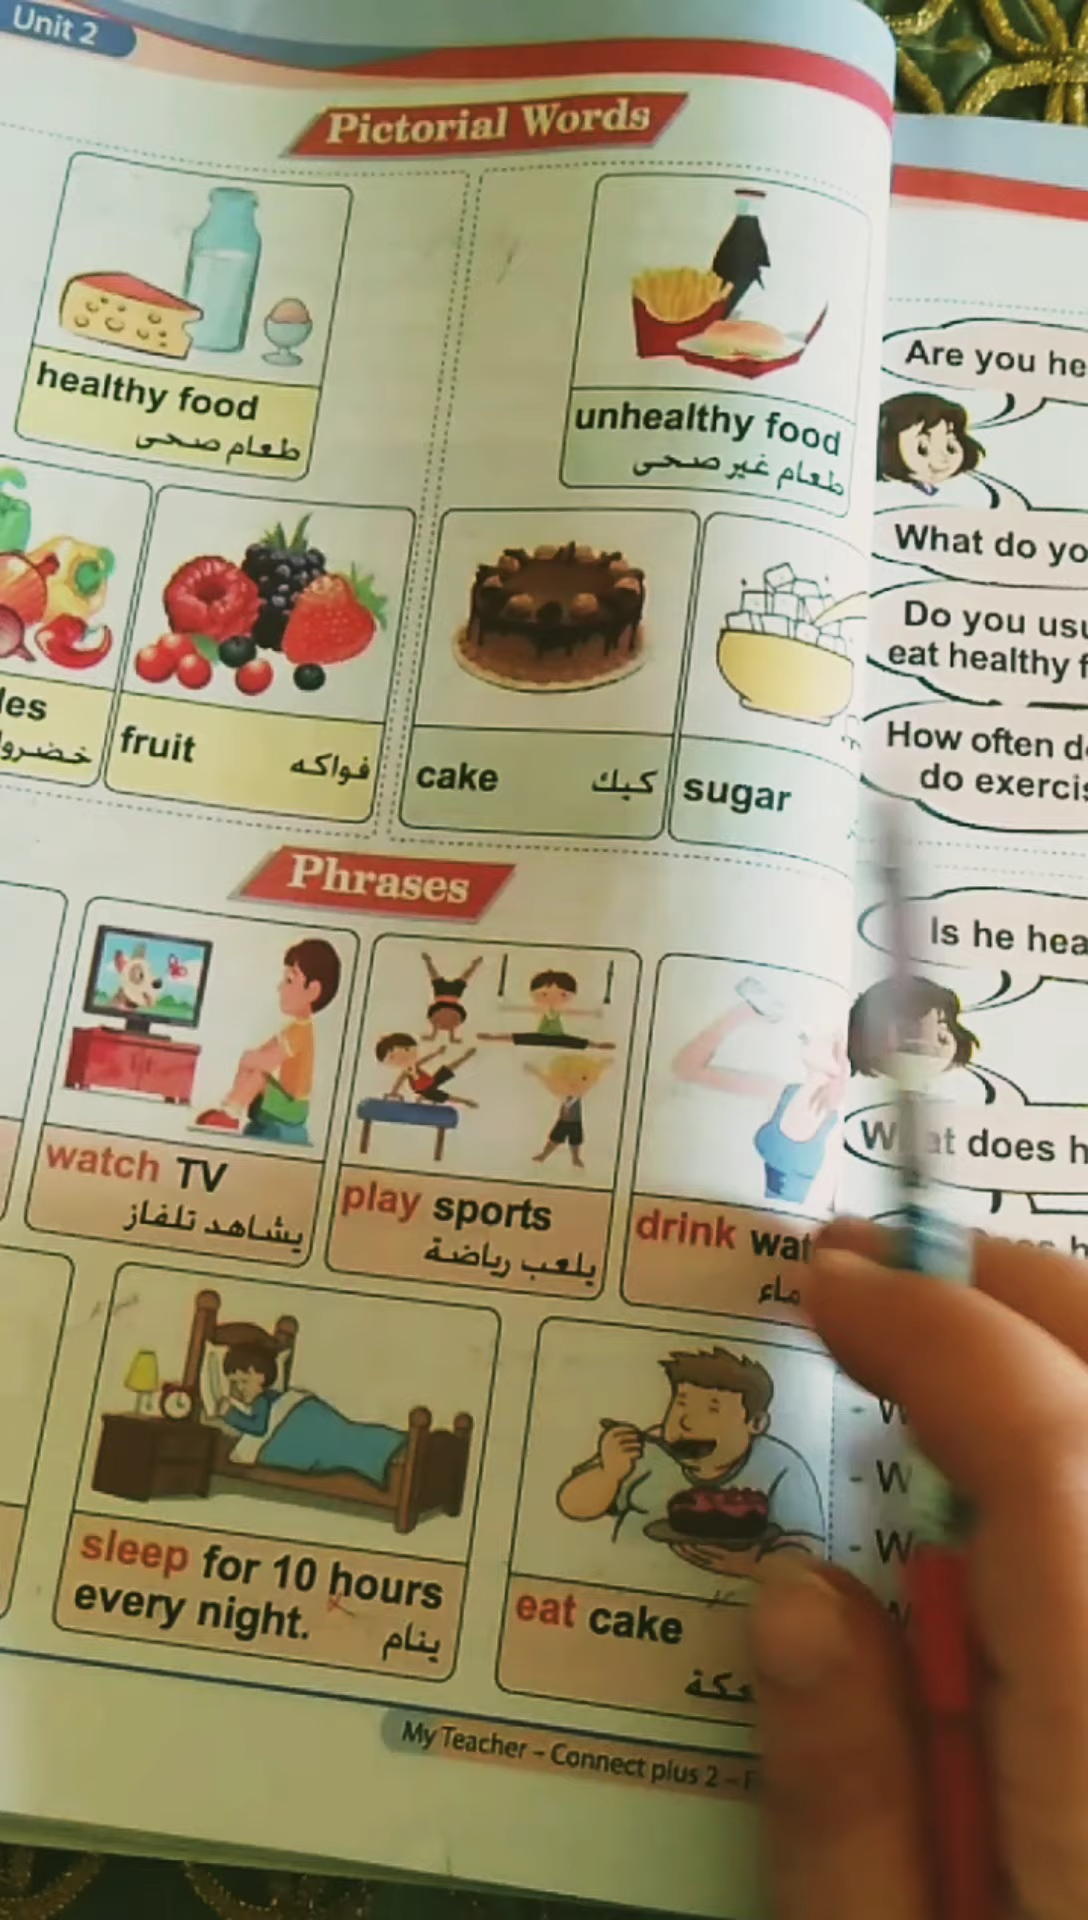 Unit 2
Pictorial Words
healthy food
طعام صحى
unhealthy food
طعام غير صحى
fruit
فواكه
cake
كيك
sugar
Phrases
watch TV
يشاهد تلفاز
play sports
يلعب رياضة
drink
ماء
sleep for 10 hours
every night.
ينام
eat cake
My Teacher - Connect plus 2 -
Are you
What do
Do you
eat healthy
How often
do
Is he
does